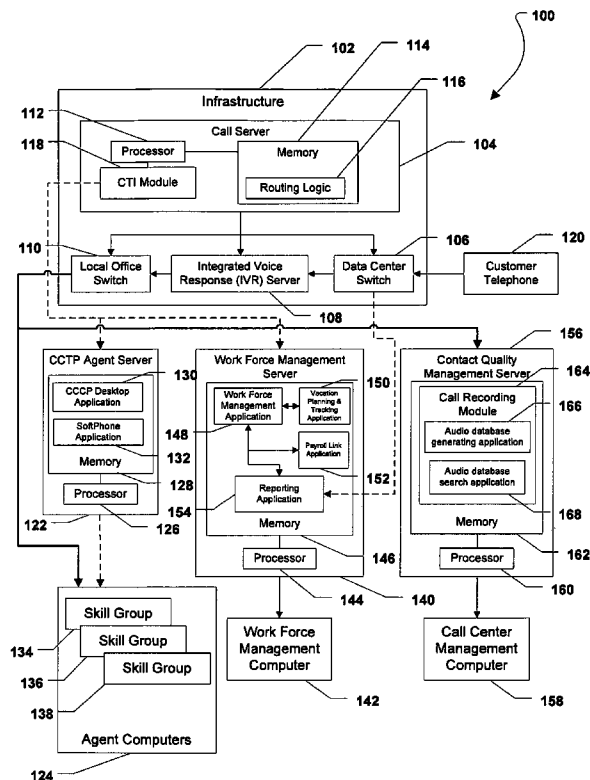 102
114
100
Infrastructure
112
116
118
Call Server
Processor
Memory
104
CTI Module
Routing Logic
110
106
120
Local Office
Switch
Integrated Voice
Response (IVR) Server
Data Center
Switch
Customer
Telephone
108
156
CCTP Agent Server
130
Work Force Management
Server
150
Contact Quality
Management Server
164
CCCP Desktop
Application
Work Force
Management
Application
Vacation
Planning &
Tracking Application
Call Recording
Module
166
SoftPhone
Application
148
Audio database
generating application
132
Payroll Link
Application
152
Memory
128
Reporting
Application
Audio database
search application
Processor
154
168
126
Memory
Memory
122
146
162
Processor
Processor
144
140
160
Skill Group
134
Skill Group
136
Skill Group
138
Work Force
Management
Computer
Call Center
Management
Computer
142
158
Agent Computers
124